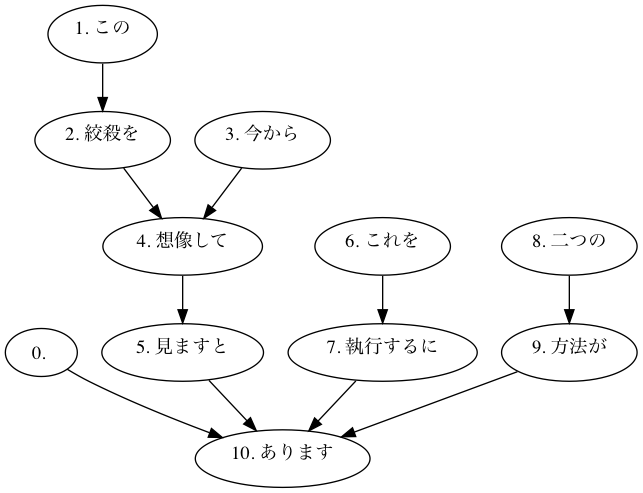 1. この
2. 絞殺を
3. 今から
4. 想像して
6. これを
8. 二つの
0.
5. 見ますと
7. 執行するに
9. 方法が
10. あります